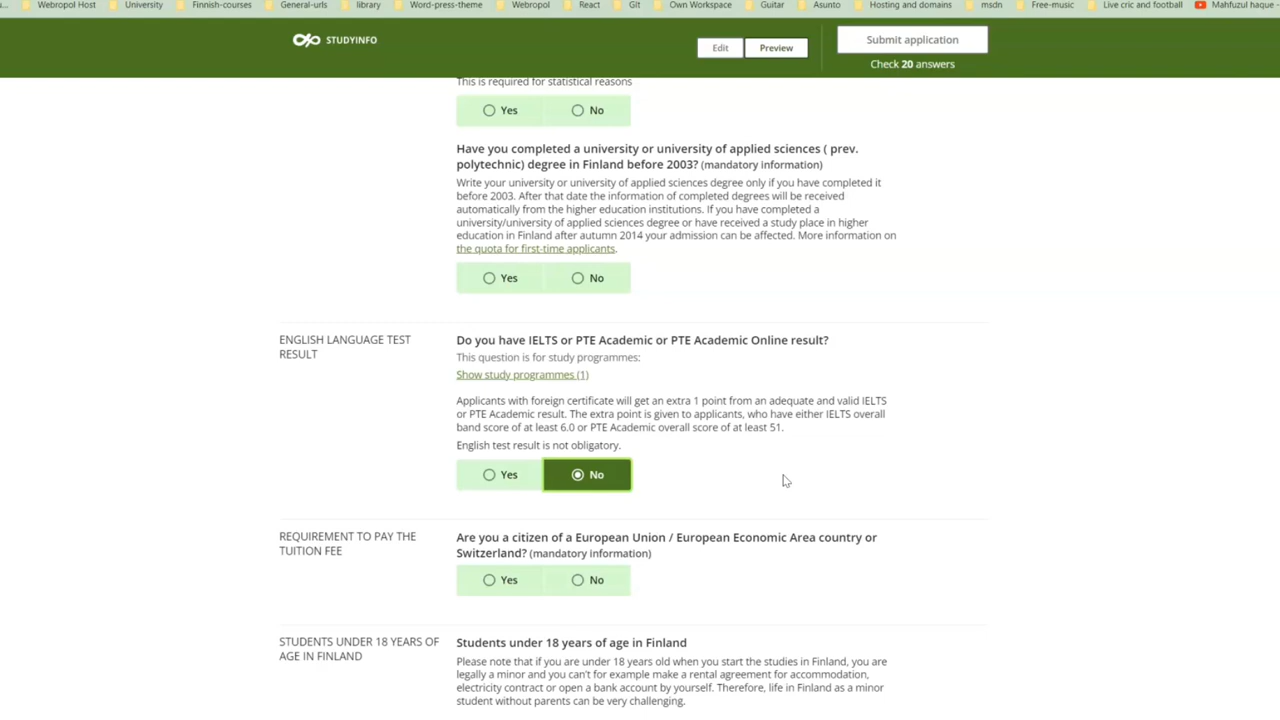 Webropol Host University Finnish-courses General-urls library Word-press-theme Webropol React Git Own Workspace Guitar Asunto Hosting and domains msdn Free-music Live cric and football Mahfuzul haque -
STUDYINFO
Edit Preview
Submit application
Check 20 answers
This is required for statistical reasons
Yes No
Have you completed a university or university of applied sciences ( prev.
polytechnic) degree in Finland before 2003? (mandatory information)
Write your university or university of applied sciences degree only if you have completed it
before 2003. After that date the information of completed degrees will be received
automatically from the higher education institutions. If you have completed a
university/university of applied sciences degree or have received a study place in higher
education in Finland after autumn 2014 your admission can be affected. More information on
the quota for first-time applicants.
Yes No
ENGLISH LANGUAGE TEST
RESULT
Do you have IELTS or PTE Academic or PTE Academic Online result?
This question is for study programmes:
Show study programmes (1)
Applicants with foreign certificate will get an extra 1 point from an adequate and valid IELTS
or PTE Academic result. The extra point is given to applicants, who have either IELTS overall
band score of at least 6.0 or PTE Academic overall score of at least 51.
English test result is not obligatory.
Yes No
REQUIREMENT TO PAY THE
TUITION FEE
Are you a citizen of a European Union / European Economic Area country or
Switzerland? (mandatory information)
Yes No
STUDENTS UNDER 18 YEARS OF
AGE IN FINLAND
Students under 18 years of age in Finland
Please note that if you are under 18 years old when you start the studies in Finland, you are
legally a minor and you can't for example make a rental agreement for accommodation,
electricity contract or open a bank account by yourself. Therefore, life in Finland as a minor
student without parents can be very challenging.